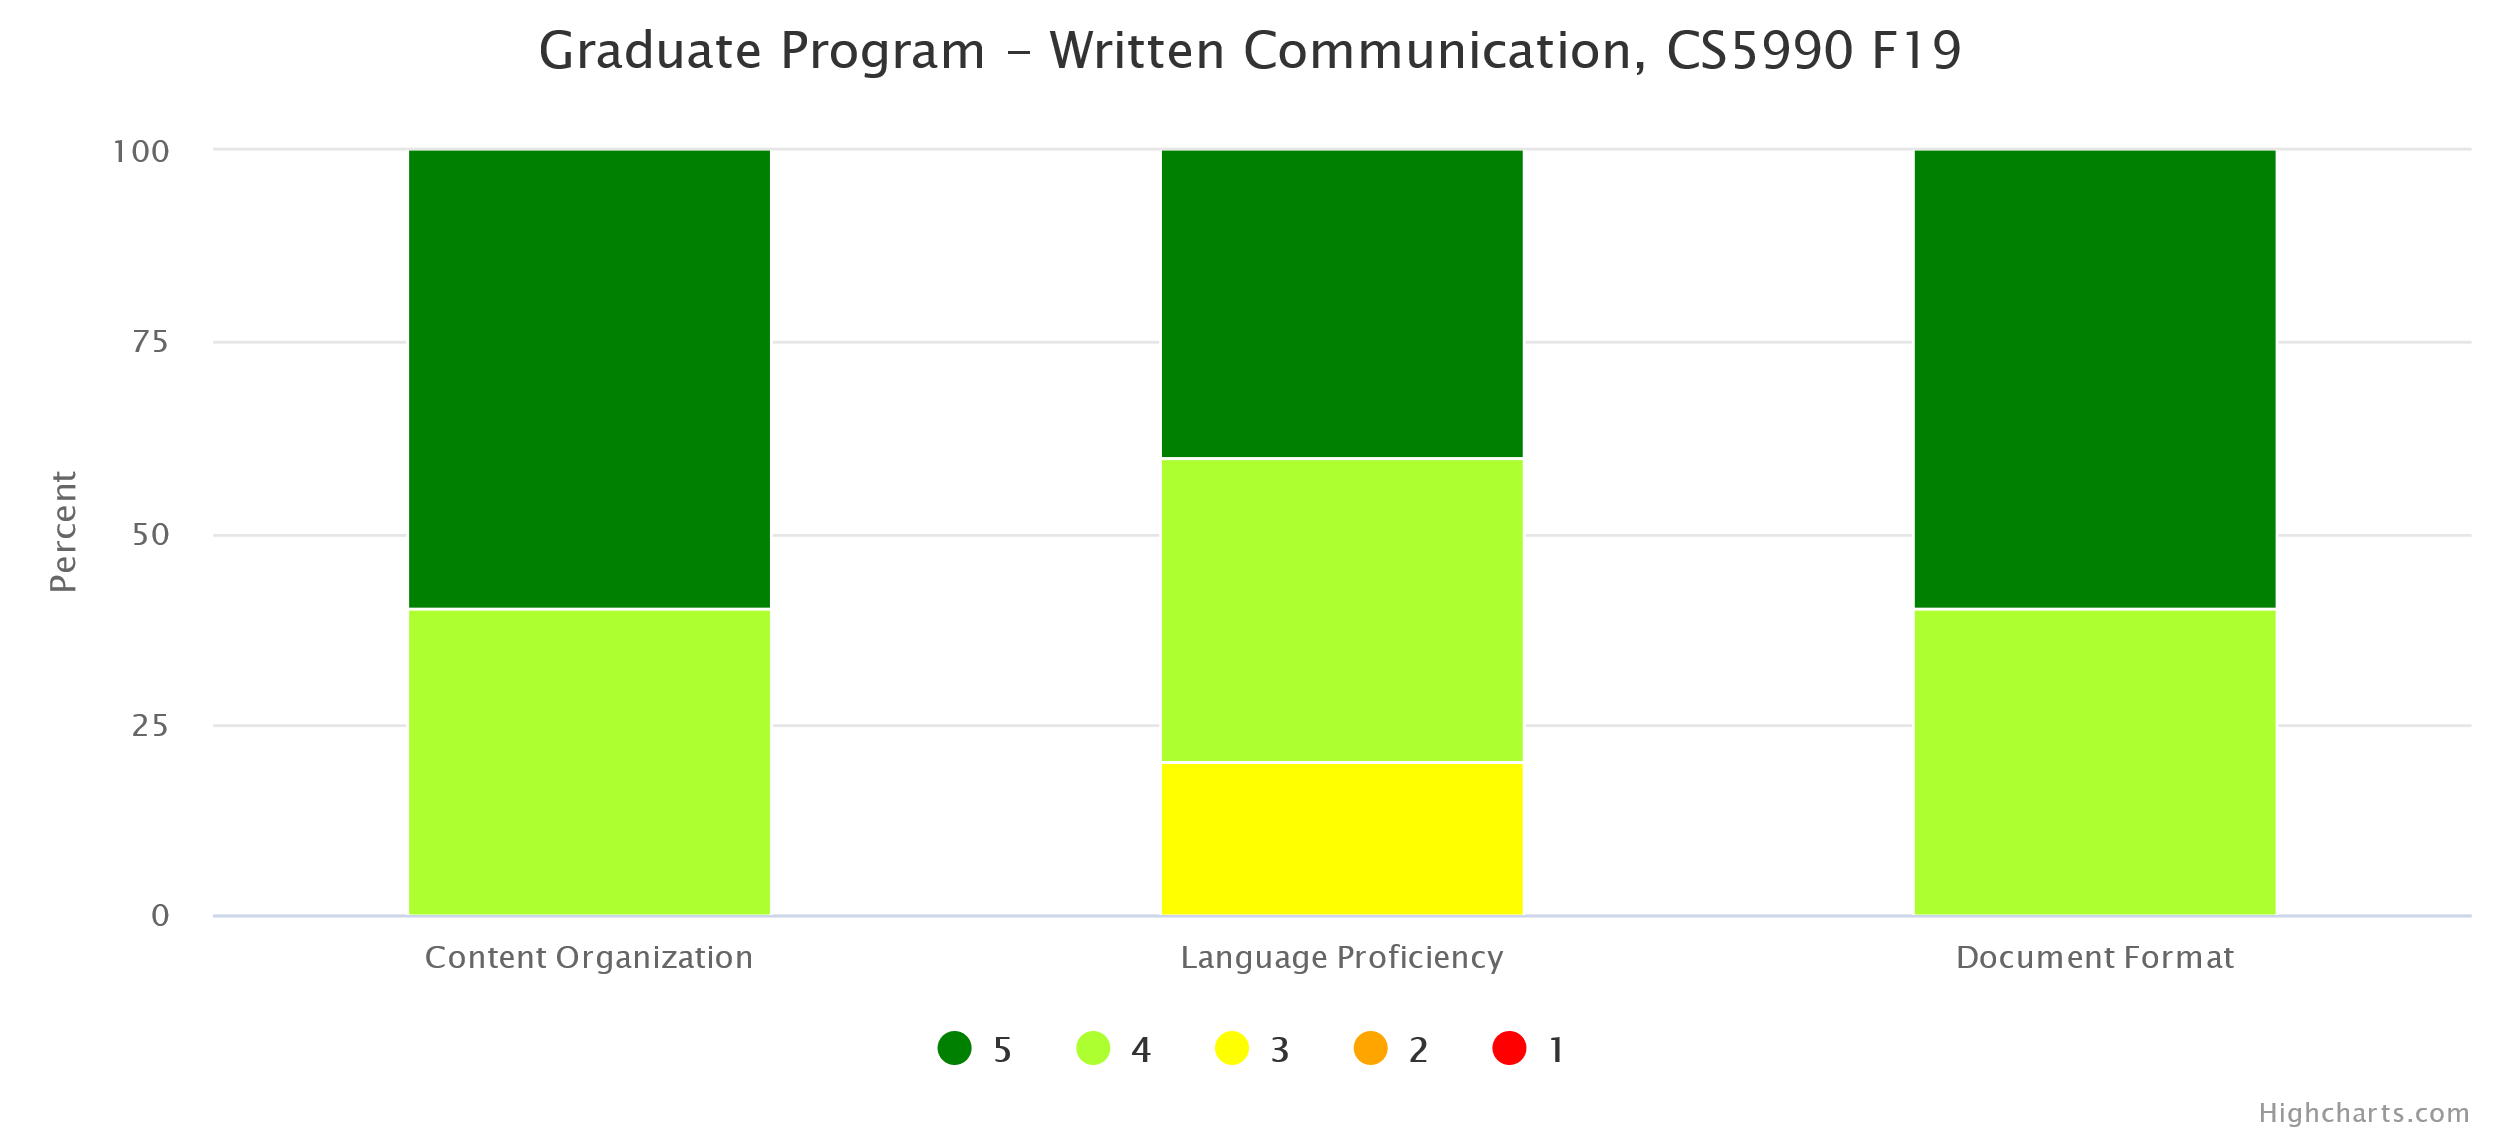 Graduate Program – Written Communication, CS5990 F19
100
75
50
25
0
Percent
Content Organization
Language Proficiency
Document Format
5
4
3
2
1
Highcharts.com